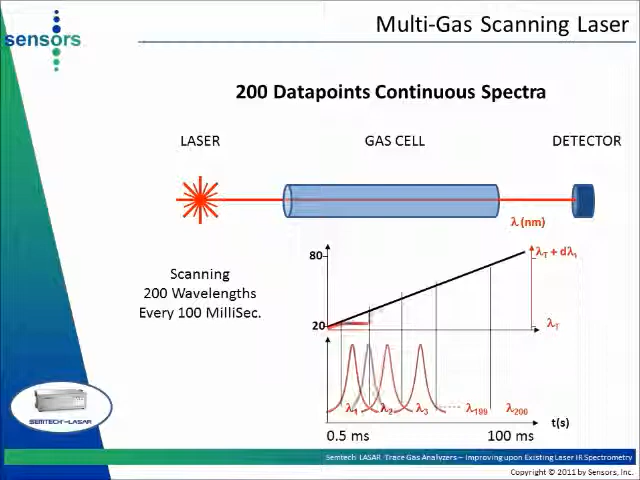 sensors
Multi-Gas Scanning Laser
200 Datapoints Continuous Spectra
LASER
GAS CELL
DETECTOR
λ (nm)
80
λT + dλ1
Scanning
200 Wavelengths
Every 100 MilliSec.
20
λT
λ1 λ2 λ3 λ199 λ200
t(s)
0.5 ms
100 ms
SEMTECH-LASAR
Semtech LASAR Trace Gas Analyzers – Improving upon Existing Laser IR Spectrometry
Copyright © 2011 by Sensors, Inc.